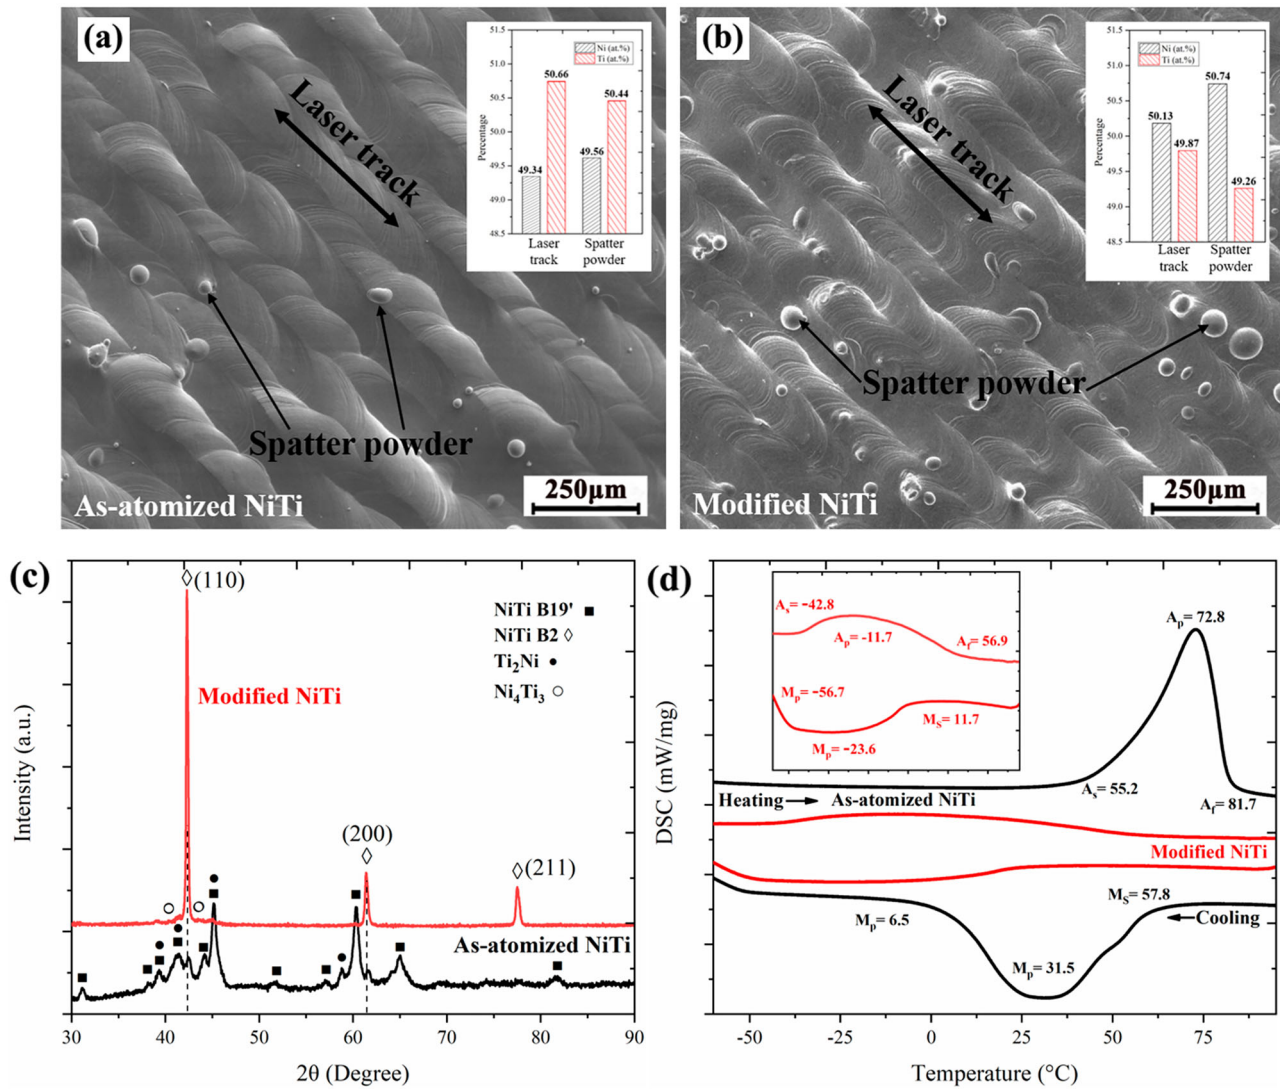 (a)
Laser track
Spatter powder
As-atomized NiTi
250μm
51.5
51.0
50.5
50.0
49.5
49.0
48.5
Percentage
Ni (at.%)
Ti (at.%)
50.66
50.44
49.34
49.56
Laser
track
Spatter
powder
(b)
Laser track
Spatter powder
Modified NiTi
250μm
51.5
51.0
50.5
50.0
49.5
49.0
48.5
Percentage
Ni (at.%)
Ti (at.%)
50.74
50.13
49.87
49.26
Laser
track
Spatter
powder
(c)
(110)
NiTi B19' ■
NiTi B2 ◇
Ti₂Ni ●
Ni₄Ti₃ ○
Modified NiTi
(200)
(211)
As-atomized NiTi
Intensity (a.u.)
30 40 50 60 70 80 90
2θ (Degree)
(d)
Aₛ= −42.8
Aₚ= -11.7
A_f= 56.9
Mₚ= −56.7
M_S= 11.7
Mₚ= −23.6
Aₚ= 72.8
Aₛ= 55.2
A_f= 81.7
Heating
As-atomized NiTi
Modified NiTi
M_S= 57.8
Cooling
Mₚ= 6.5
Mₚ= 31.5
DSC (mW/mg)
-50 -25 0 25 50 75
Temperature (°C)